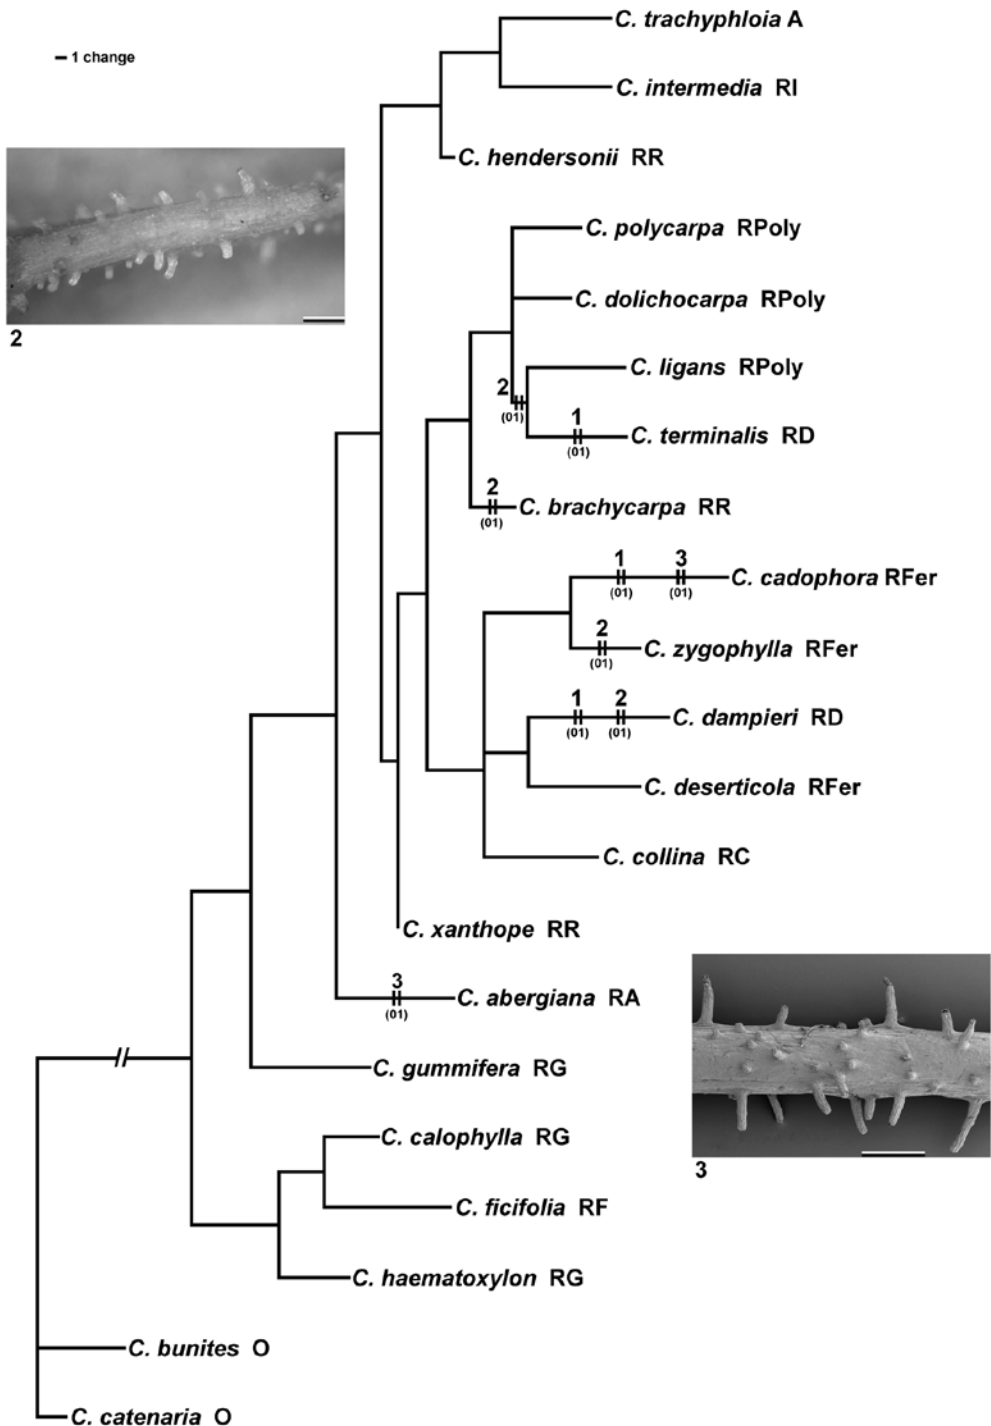 C. trachyphloia A
1 change
C. intermedia RI
C. hendersonii RR
C. polycarpa RPoly
C. dolichocarpa RPoly
2
C. ligans RPoly
2
(01)
1
(01)
C. terminalis RD
2
(01)
C. brachycarpa RR
1
(01)
3
(01)
C. cadophora RFer
2
(01)
C. zygophylla RFer
1
(01)
2
(01)
C. dampieri RD
C. deserticola RFer
C. collina RC
C. xanthope RR
3
(01)
C. abergiana RA
C. gummifera RG
C. calophylla RG
3
C. ficifolia RF
C. haematoxylon RG
C. bunites O
C. catenaria O